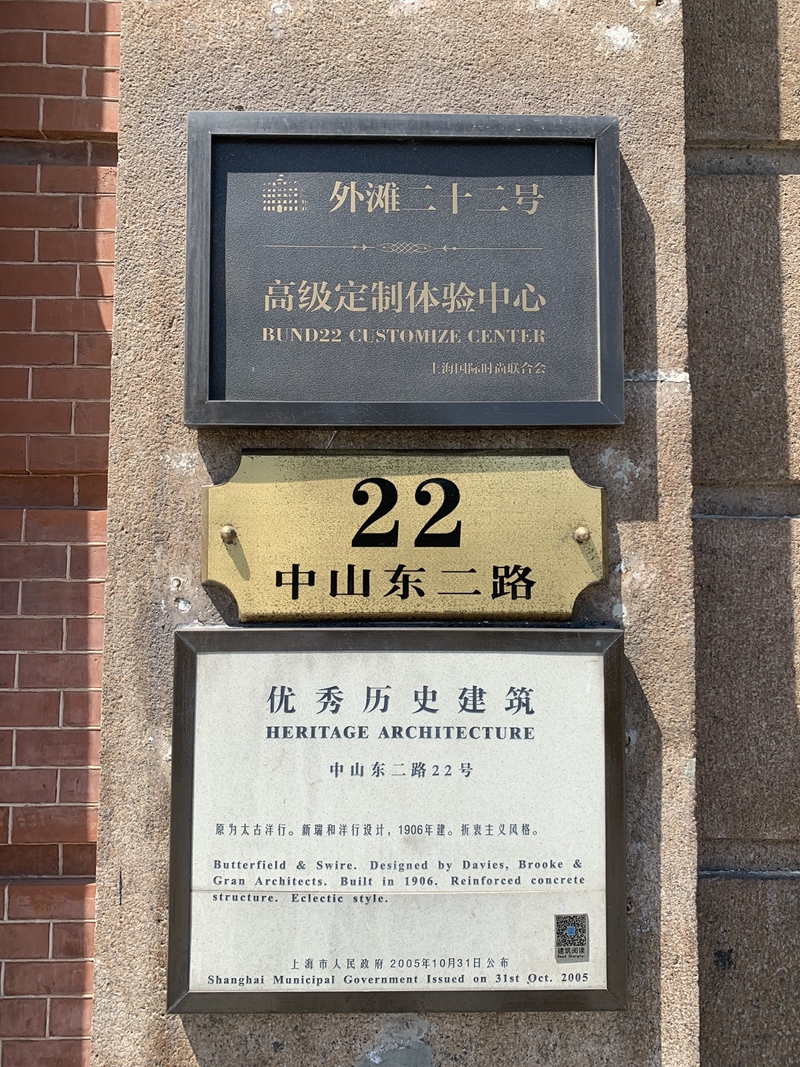 外滩二十二号
高级定制体验中心
BUND22 CUSTOMIZE CENTER
上海国际时尚联合会
22
中山东二路
优秀历史建筑
HERITAGE ARCHITECTURE
中山东二路22号
原为太古洋行。新瑞和洋行设计，1906年建。折衷主义风格。
Butterfield & Swire. Designed by Davies, Brooke &
Gran Architects. Built in 1906. Reinforced concrete
structure. Eclectic style.
建筑阅读
Read Shanghai
上海市人民政府 2005年10月31日公布
Shanghai Municipal Government Issued on 31st Oct. 2005